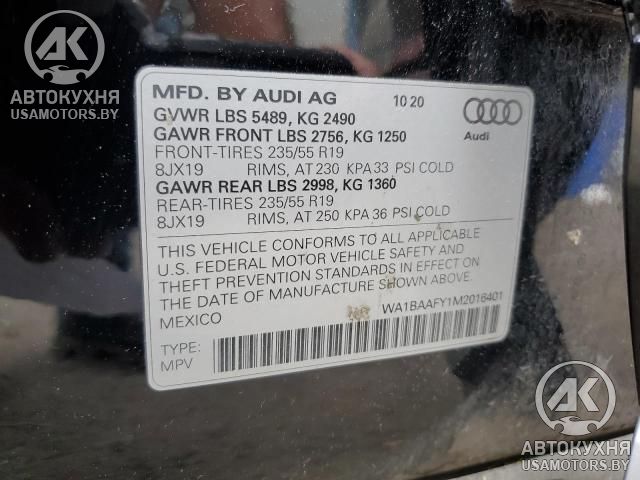 АК
АВТОКУХНЯ
USAMOTORS.BY
MFD. BY AUDI AG 10 20
GVWR LBS 5489, KG 2490
GAWR FRONT LBS 2756, KG 1250
Audi
FRONT-TIRES 235/55 R19
8JX19 RIMS, AT 230 KPA 33 PSI COLD
GAWR REAR LBS 2998, KG 1360
REAR-TIRES 235/55 R19
8JX19 RIMS, AT 250 KPA 36 PSI COLD
THIS VEHICLE CONFORMS TO ALL APPLICABLE
U.S. FEDERAL MOTOR VEHICLE SAFETY AND
THEFT PREVENTION STANDARDS IN EFFECT ON
THE DATE OF MANUFACTURE SHOWN ABOVE.
MEXICO
WA1BAAFY1M2016401
TYPE:
MPV
АК
АВТОКУХНЯ
USAMOTORS.BY